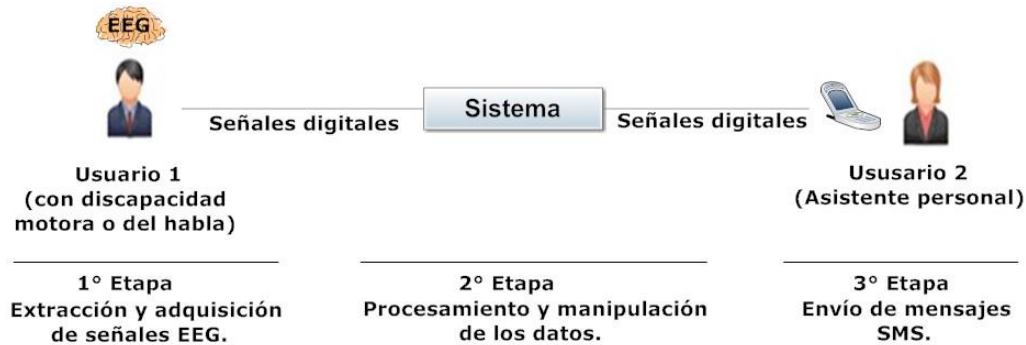 EEG
Señales digitales
Sistema
Señales digitales
Usuario 1
(con discapacidad
motora o del habla)
Ususario 2
(Asistente personal)
1° Etapa
Extracción y adquisición
de señales EEG.
2° Etapa
Procesamiento y manipulación
de los datos.
3° Etapa
Envío de mensajes
SMS.